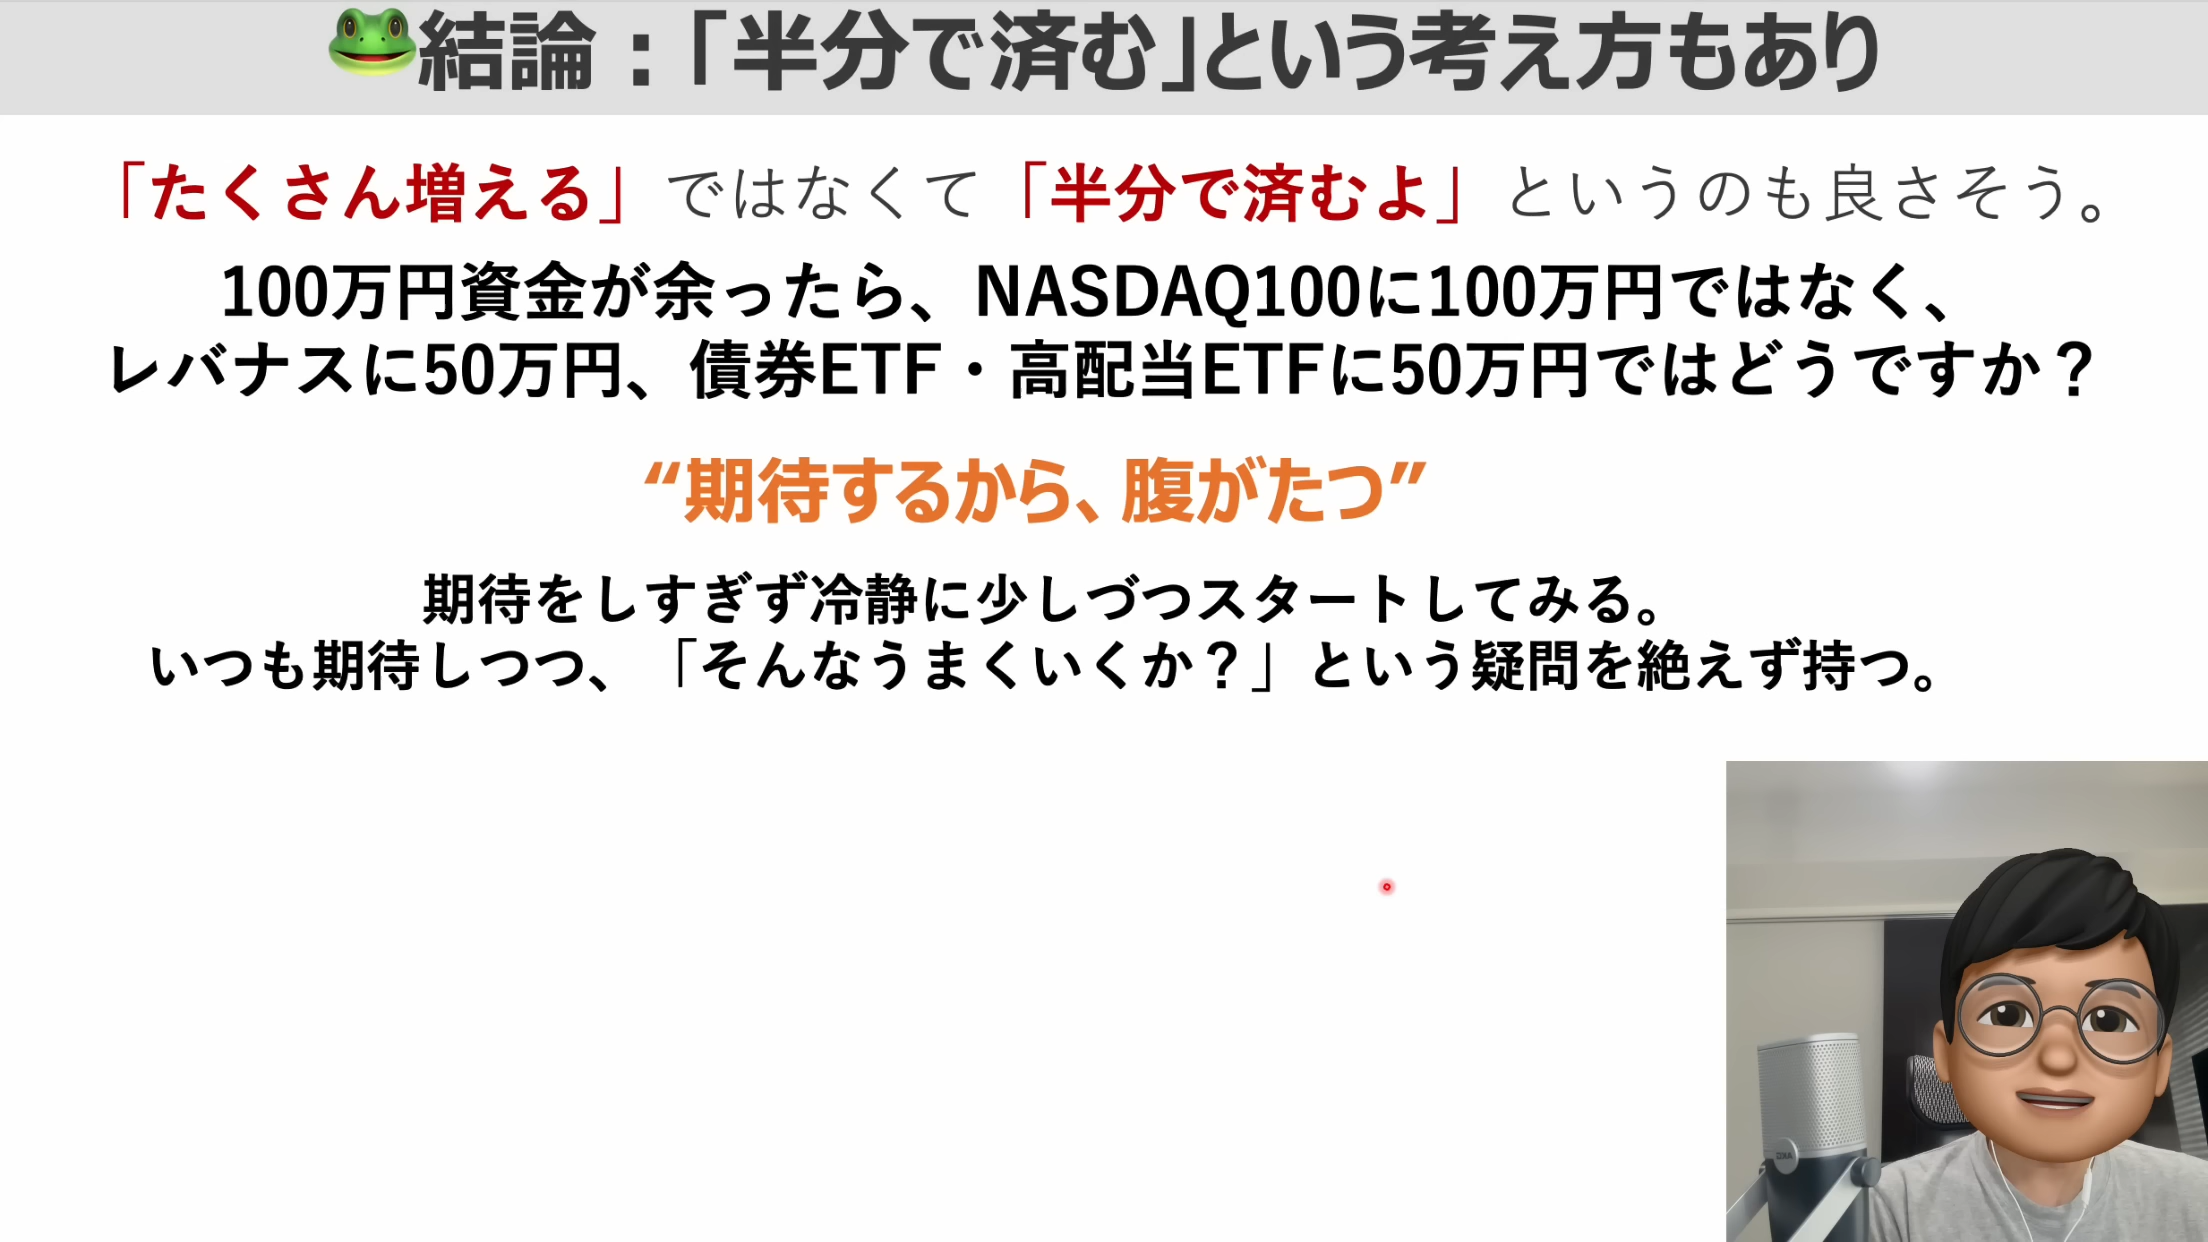 🐸結論：「半分で済む」という考え方もあり
「たくさん増える」ではなくて「半分で済むよ」というのも良さそう。
100万円資金が余ったら、NASDAQ100に100万円ではなく、
レバナスに50万円、債券ETF・高配当ETFに50万円ではどうですか？
“期待するから、腹がたつ”
期待をしすぎず冷静に少しづつスタートしてみる。
いつも期待しつつ、「そんなうまくいくか？」という疑問を絶えず持つ。
AKG